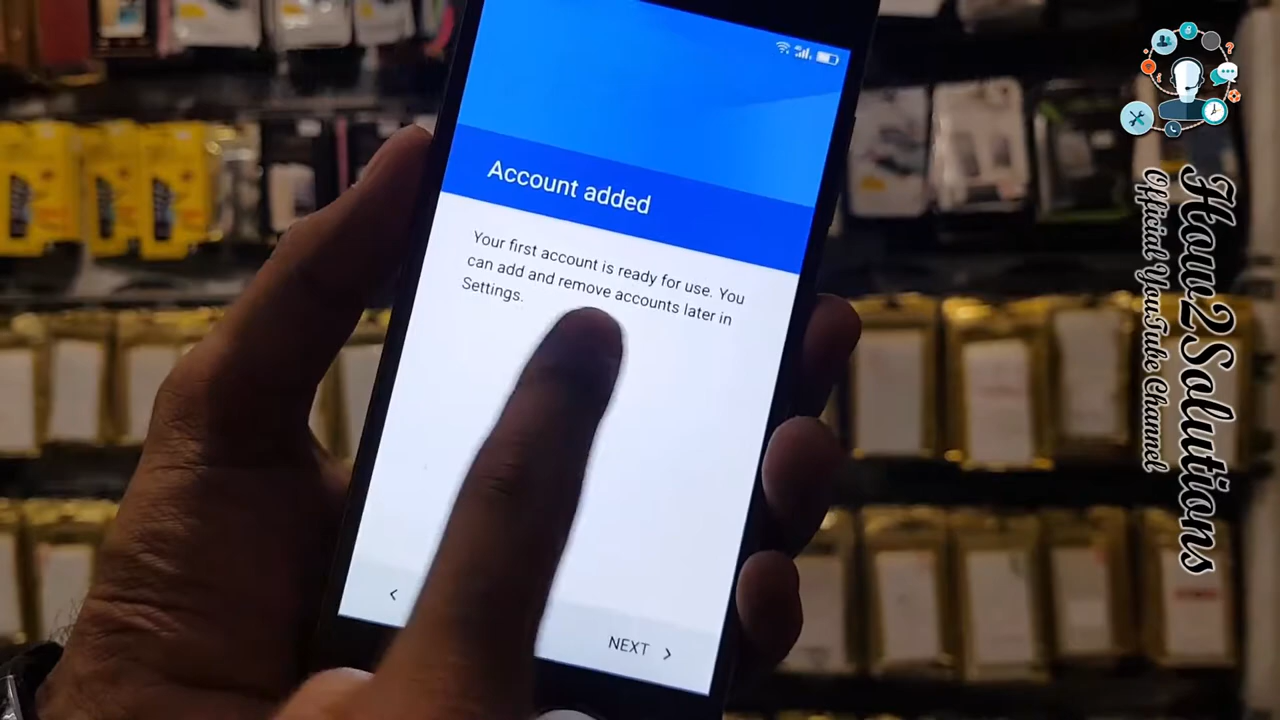 Account added
Your first account is ready for use. You
can add and remove accounts later in
Settings.
NEXT
How2Solutions
Official YouTube Channel